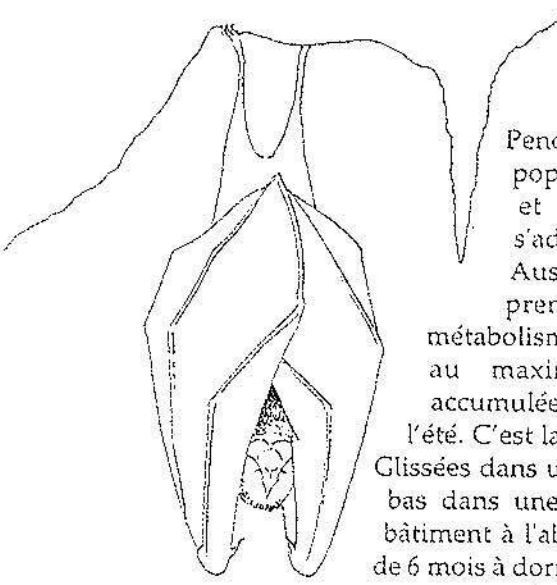 Pend
pop
et
s'ad
Aus
pren
métabolism
au maxi
accumulée
l'été. C'est la
Glissées dans u
bas dans une
bâtiment à l'ab
de 6 mois à dor